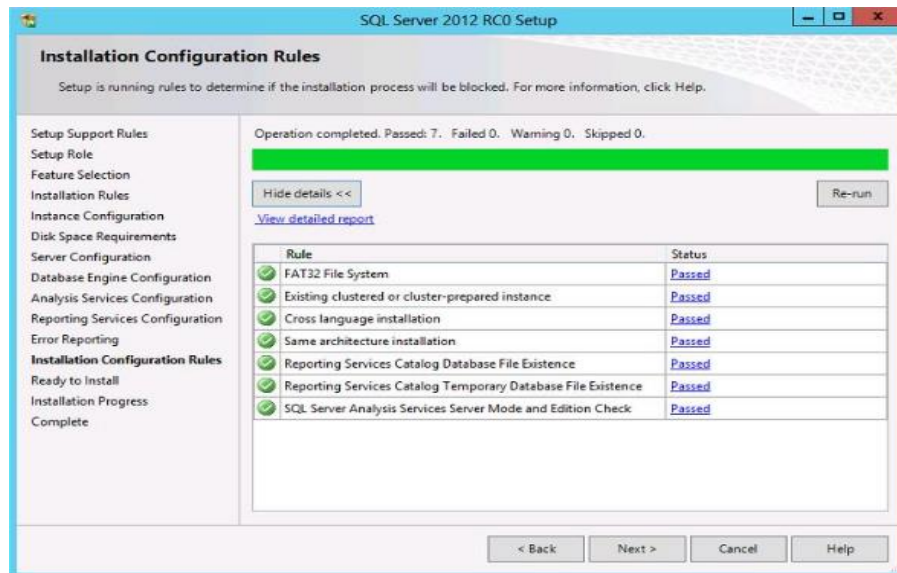 SQL Server 2012 RC0 Setup
Installation Configuration Rules
Setup is running rules to determine if the installation process will be blocked. For more information, click Help.
Setup Support Rules
Setup Role
Feature Selection
Installation Rules
Instance Configuration
Disk Space Requirements
Server Configuration
Database Engine Configuration
Analysis Services Configuration
Reporting Services Configuration
Error Reporting
Installation Configuration Rules
Ready to Install
Installation Progress
Complete
Operation completed. Passed: 7. Failed 0. Warning 0. Skipped 0.
Hide details <<
Re-run
View detailed report
Rule Status
FAT32 File System Passed
Existing clustered or cluster-prepared instance Passed
Cross language installation Passed
Same architecture installation Passed
Reporting Services Catalog Database File Existence Passed
Reporting Services Catalog Temporary Database File Existence Passed
SQL Server Analysis Services Server Mode and Edition Check Passed
< Back Next > Cancel Help